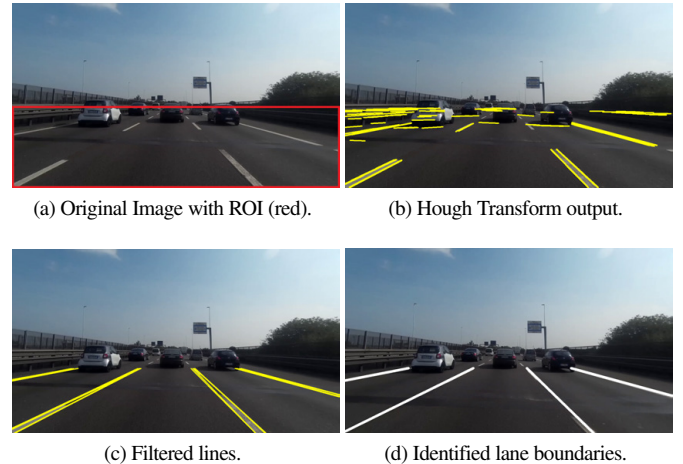 (a) Original Image with ROI (red).
(b) Hough Transform output.
(c) Filtered lines.
(d) Identified lane boundaries.